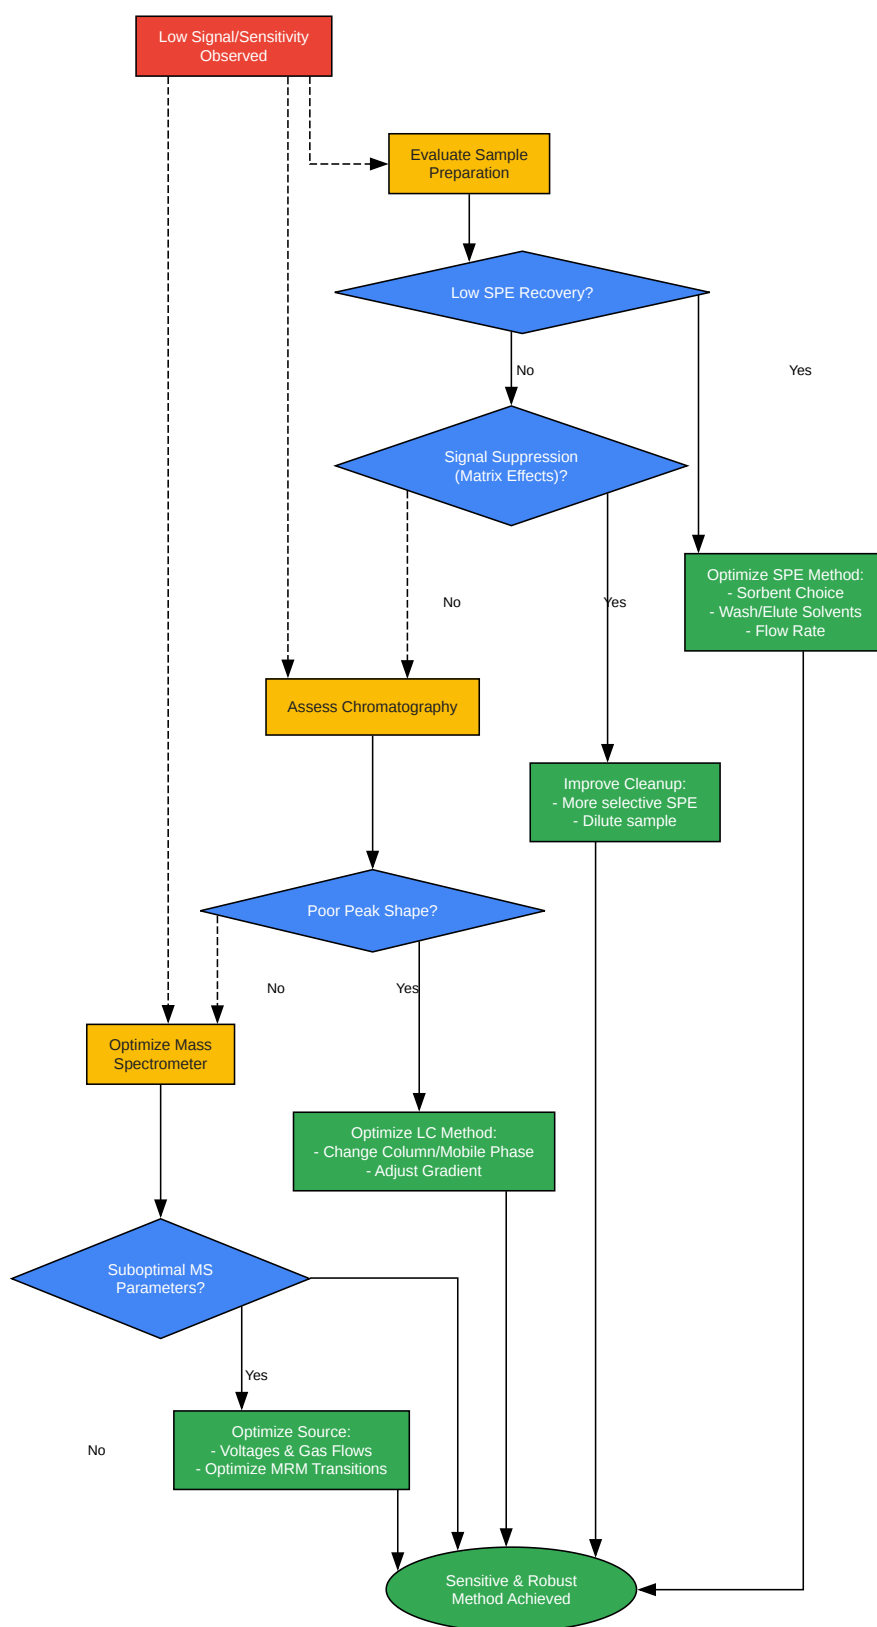 Low Signal/Sensitivity
Observed
Evaluate Sample
Preparation
Low SPE Recovery?
No
Yes
Signal Suppression
(Matrix Effects)?
Optimize SPE Method:
- Sorbent Choice
- Wash/Elute Solvents
- Flow Rate
No
Yes
Assess Chromatography
Improve Cleanup:
- More selective SPE
- Dilute sample
Poor Peak Shape?
No
Yes
Optimize Mass
Spectrometer
Optimize LC Method:
- Change Column/Mobile Phase
- Adjust Gradient
Suboptimal MS
Parameters?
Yes
No
Optimize Source:
- Voltages & Gas Flows
- Optimize MRM Transitions
Sensitive & Robust
Method Achieved